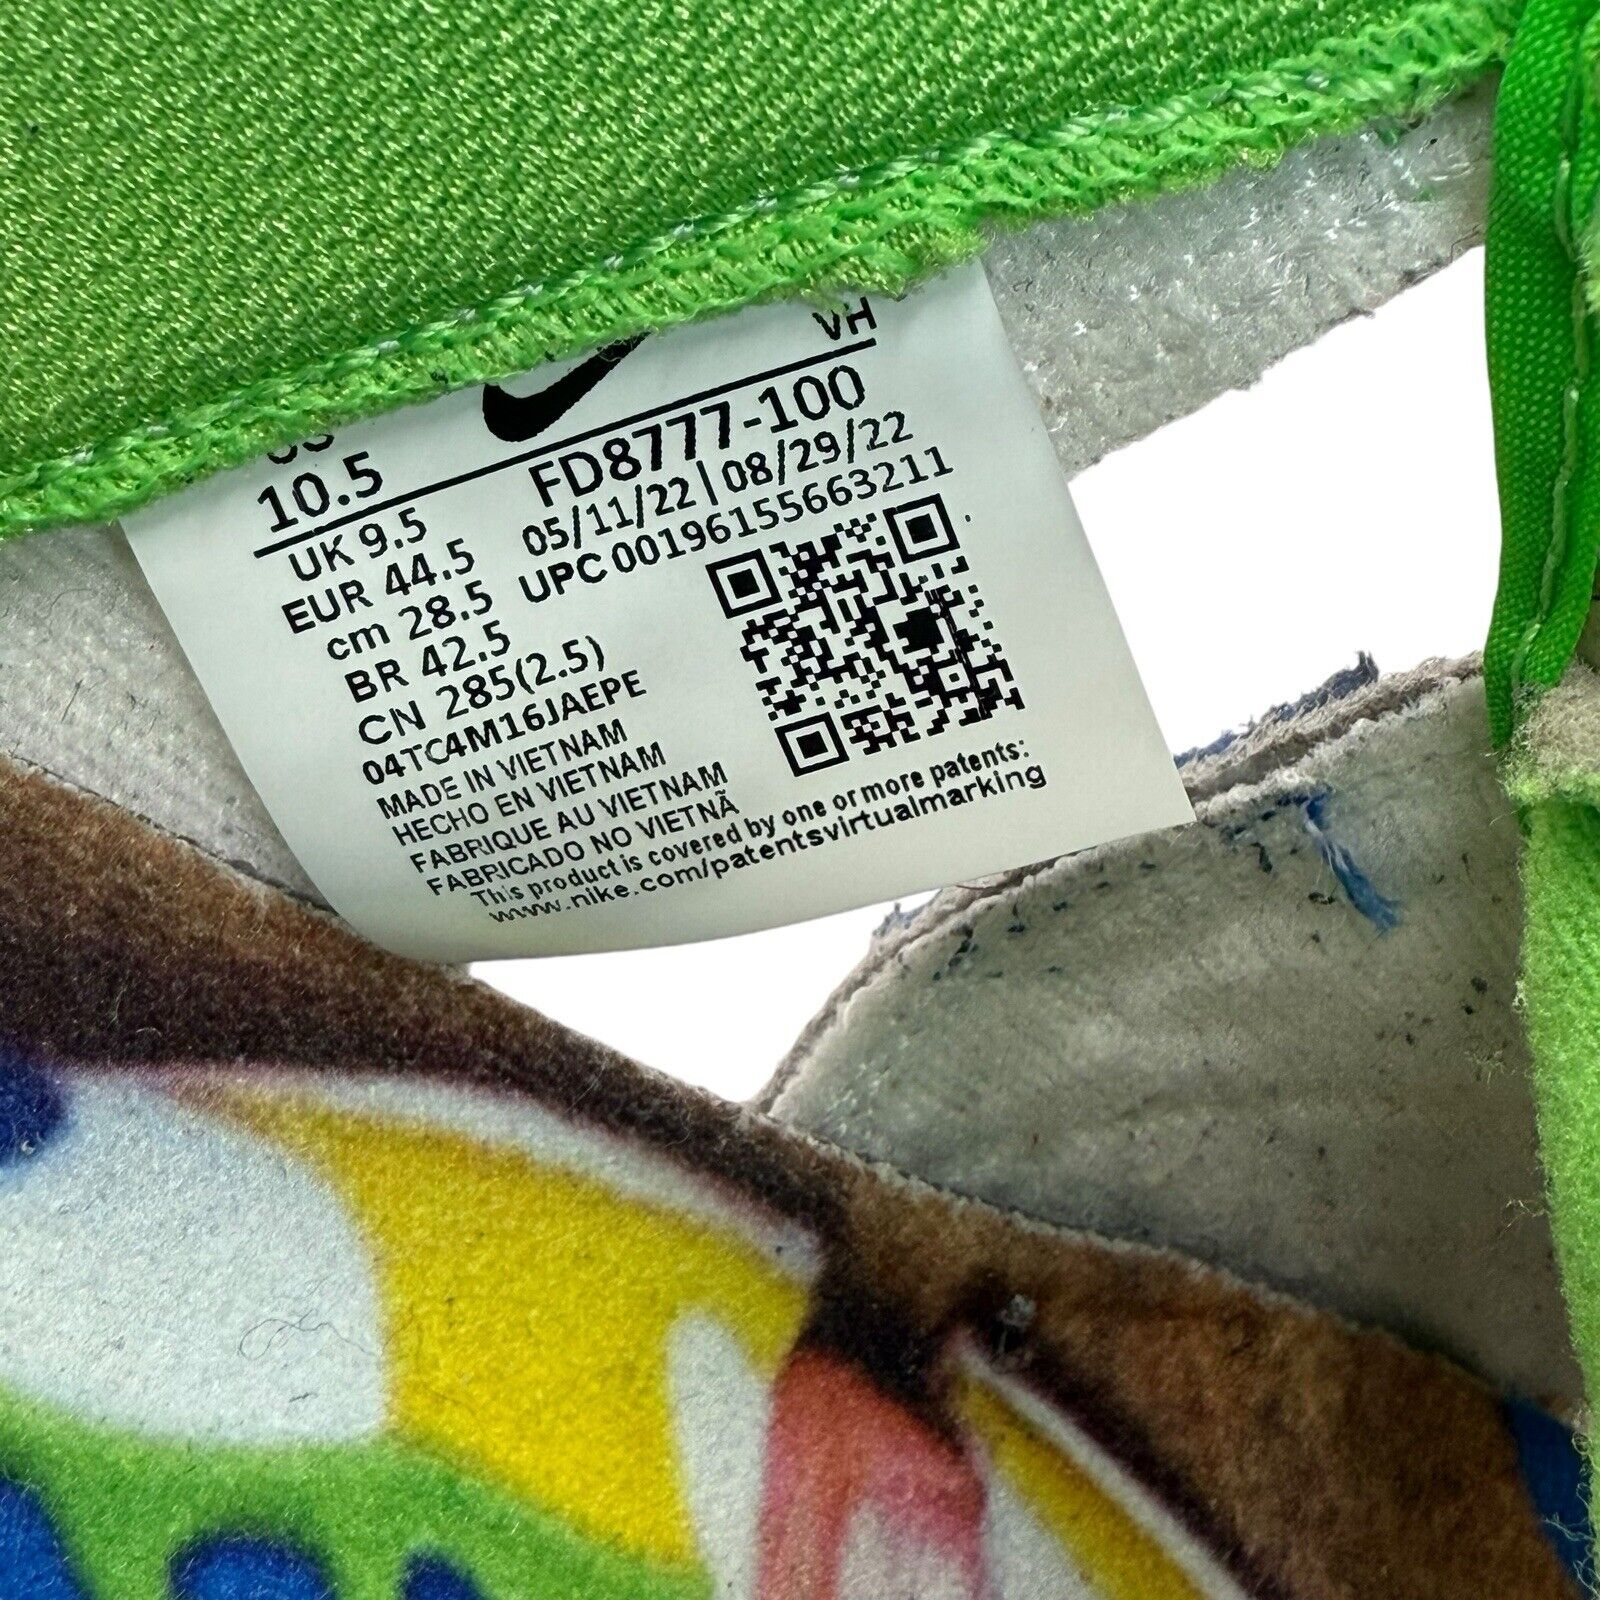 VH
10.5
FD8777-100
UK 9.5
05/11/22 | 08/29/22
EUR 44.5
UPC 00196155663211
cm 28.5
BR 42.5
CN 285(2.5)
04TC4M16JAEPE
MADE IN VIETNAM
HECHO EN VIETNAM
FABRIQUE AU VIETNAM
FABRICADO NO VIETNÃ
This product is covered by one or more patents:
www.nike.com/patentsvirtualmarking